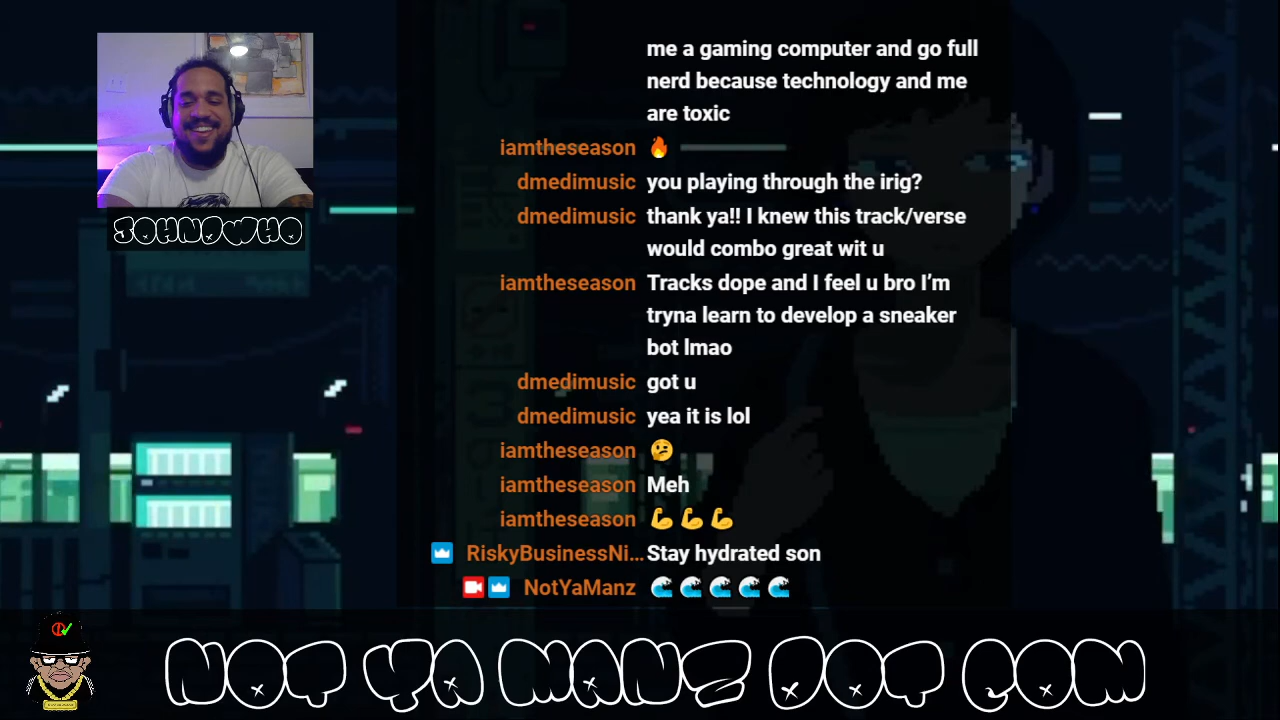 me a gaming computer and go full
nerd because technology and me
are toxic
iamtheseason 🔥
dmedimusic you playing through the irig?
dmedimusic thank ya!! I knew this track/verse
would combo great wit u
iamtheseason Tracks dope and I feel u bro I’m
tryna learn to develop a sneaker
bot lmao
dmedimusic got u
dmedimusic yea it is lol
iamtheseason 🤔
iamtheseason Meh
iamtheseason 💪💪💪
RiskyBusinessNi... Stay hydrated son
NotYaManz 🌊🌊🌊🌊🌊
JOHNDWHO
NOT YA MANZ DOT COM